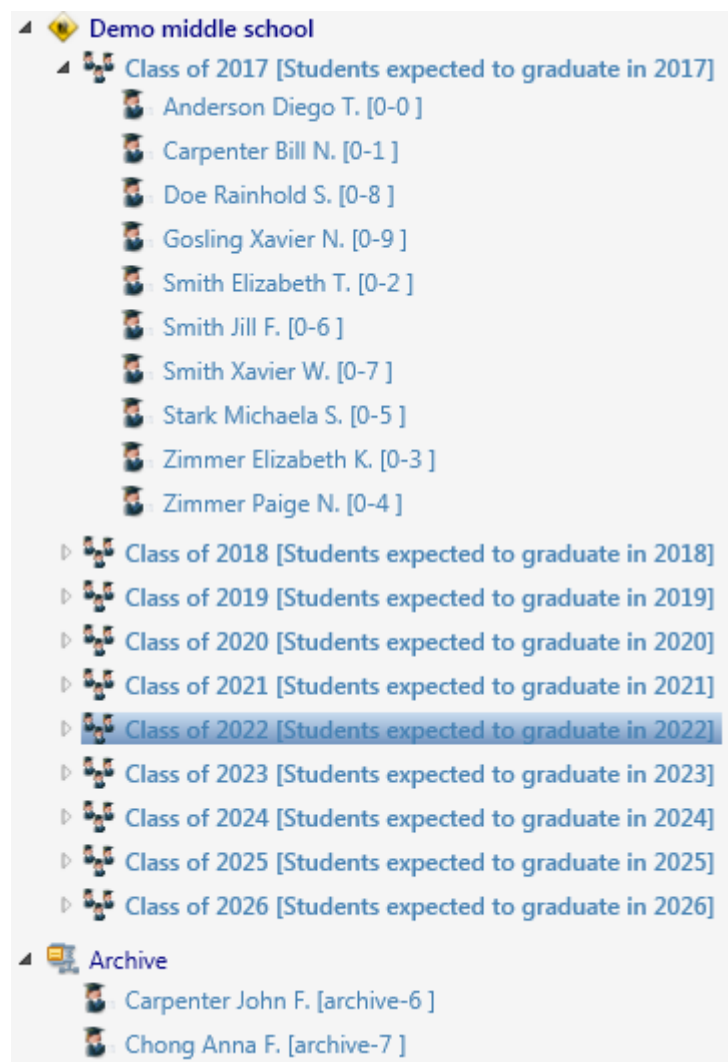 Demo middle school
Class of 2017 [Students expected to graduate in 2017]
Anderson Diego T. [0-0 ]
Carpenter Bill N. [0-1 ]
Doe Rainhold S. [0-8 ]
Gosling Xavier N. [0-9 ]
Smith Elizabeth T. [0-2 ]
Smith Jill F. [0-6 ]
Smith Xavier W. [0-7 ]
Stark Michaela S. [0-5 ]
Zimmer Elizabeth K. [0-3 ]
Zimmer Paige N. [0-4 ]
Class of 2018 [Students expected to graduate in 2018]
Class of 2019 [Students expected to graduate in 2019]
Class of 2020 [Students expected to graduate in 2020]
Class of 2021 [Students expected to graduate in 2021]
Class of 2022 [Students expected to graduate in 2022]
Class of 2023 [Students expected to graduate in 2023]
Class of 2024 [Students expected to graduate in 2024]
Class of 2025 [Students expected to graduate in 2025]
Class of 2026 [Students expected to graduate in 2026]
Archive
Carpenter John F. [archive-6 ]
Chong Anna F. [archive-7 ]